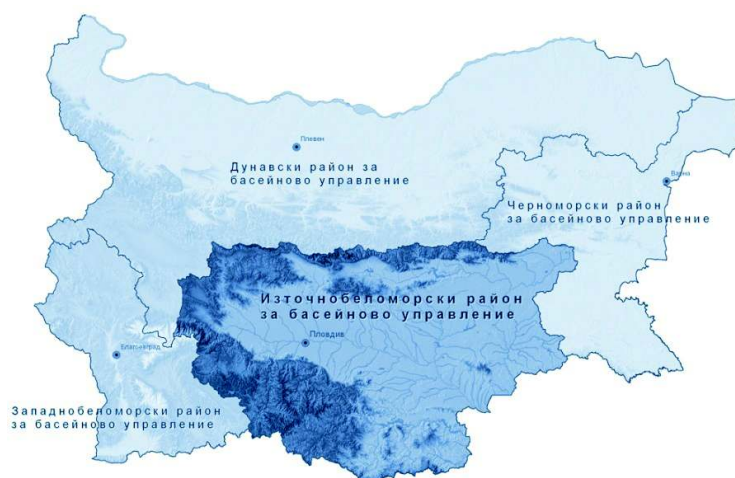 Плевен
Дунавски район за
басейново управление
Варна
Черноморски район
за басейново управление
Източнобеломорски район
за басейново управление
Пловдив
Благоевград
Западнобеломорски район
за басейново управление